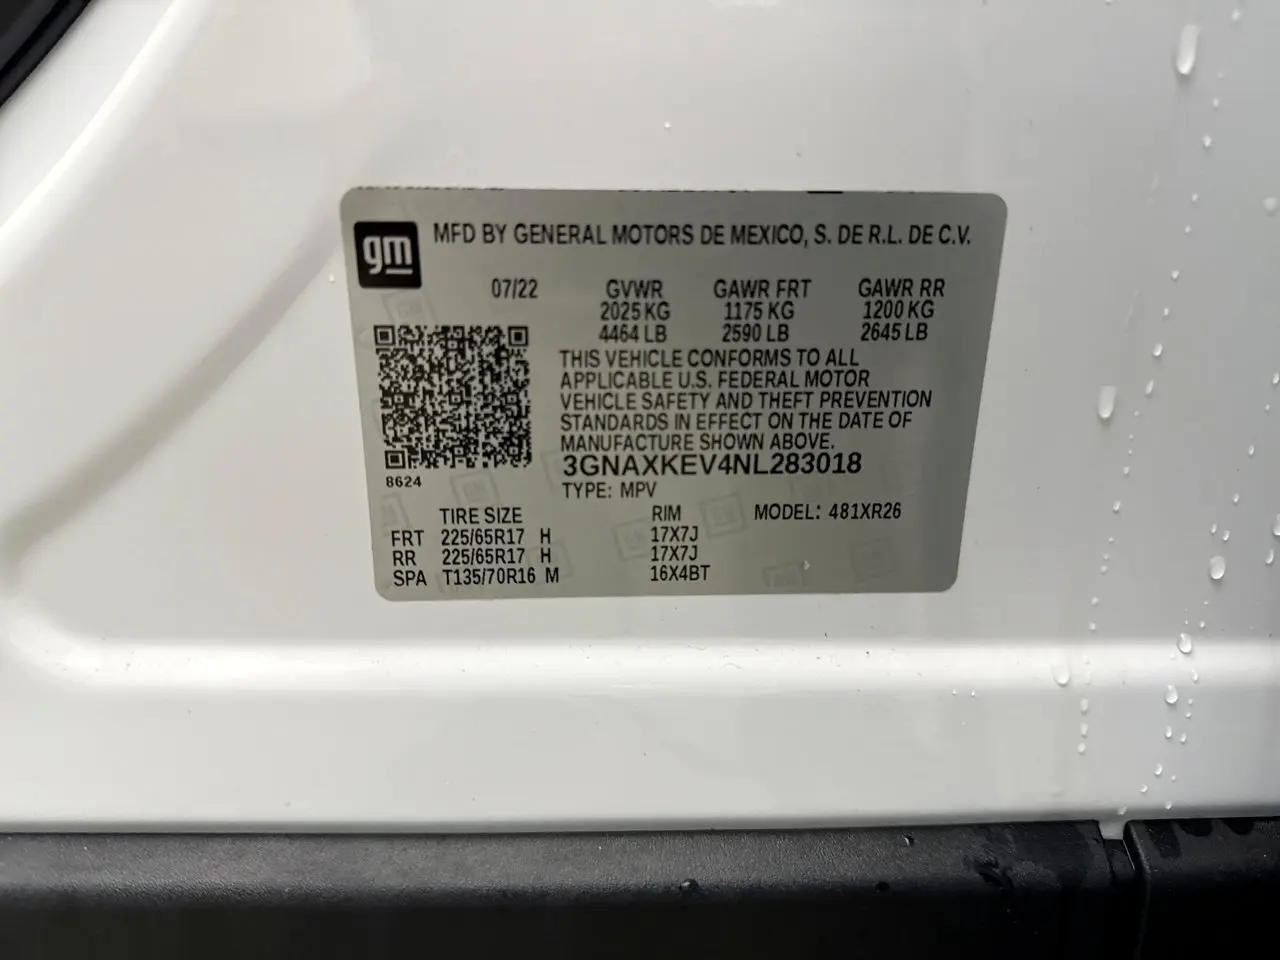 gm
MFD BY GENERAL MOTORS DE MEXICO, S. DE R.L. DE C.V.
07/22 GVWR GAWR FRT GAWR RR
2025 KG 1175 KG 1200 KG
4464 LB 2590 LB 2645 LB
THIS VEHICLE CONFORMS TO ALL
APPLICABLE U.S. FEDERAL MOTOR
VEHICLE SAFETY AND THEFT PREVENTION
STANDARDS IN EFFECT ON THE DATE OF
MANUFACTURE SHOWN ABOVE.
3GNAXKEV4NL283018
8624
TYPE: MPV
TIRE SIZE RIM MODEL: 481XR26
FRT 225/65R17 H 17X7J
RR 225/65R17 H 17X7J
SPA T135/70R16 M 16X4BT